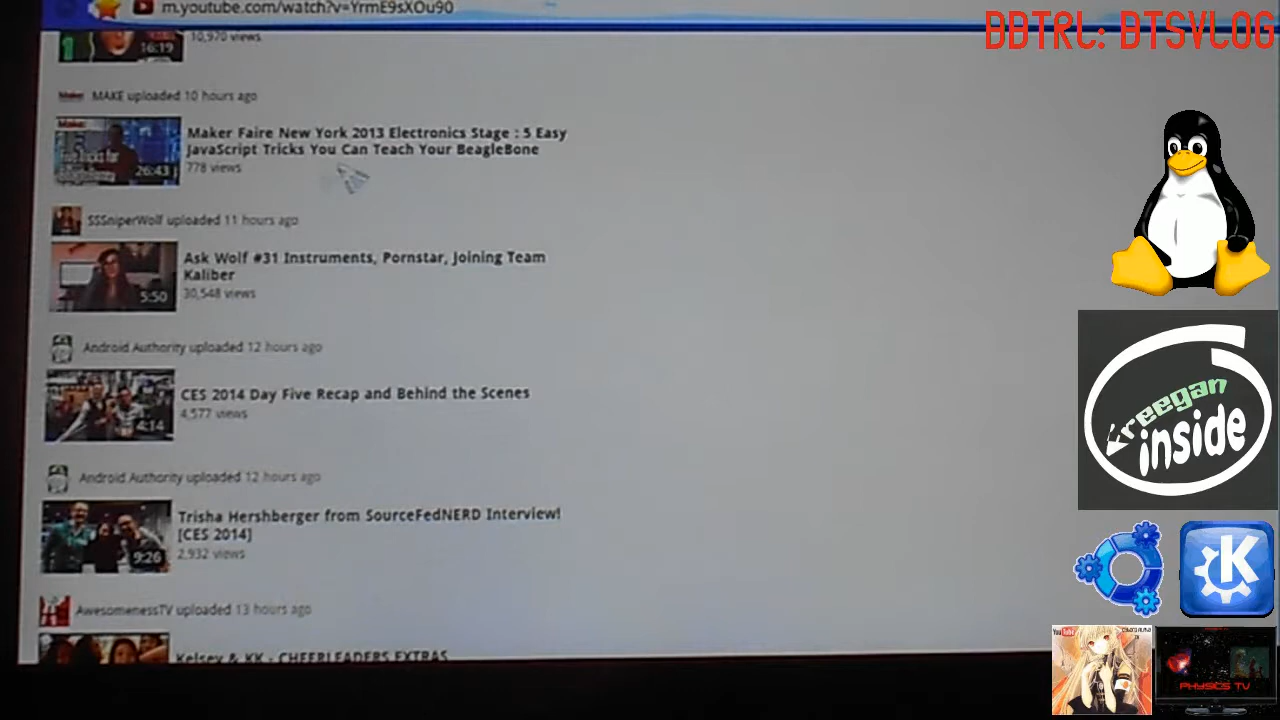 m.youtube.com/watch?v=YrmE9sXOu90
DDTRL: DTSVLOG
10,970 views
16:19
MAKE uploaded 10 hours ago
Maker Faire New York 2013 Electronics Stage : 5 Easy
JavaScript Tricks You Can Teach Your BeagleBone
778 views
26:43
SSSniperWolf uploaded 11 hours ago
Ask Wolf #31 Instruments, Pornstar, Joining Team
Kaliber
30,548 views
5:50
Android Authority uploaded 12 hours ago
CES 2014 Day Five Recap and Behind the Scenes
4,577 views
4:14
Android Authority uploaded 12 hours ago
Trisha Hershberger from SourceFedNERD Interview!
[CES 2014]
2,932 views
9:26
AwesomenessTV uploaded 13 hours ago
Kelsey & KK - CHEERLEADERS EXTRAS
freegan
inside
K
You Tube
PHYSICS TV